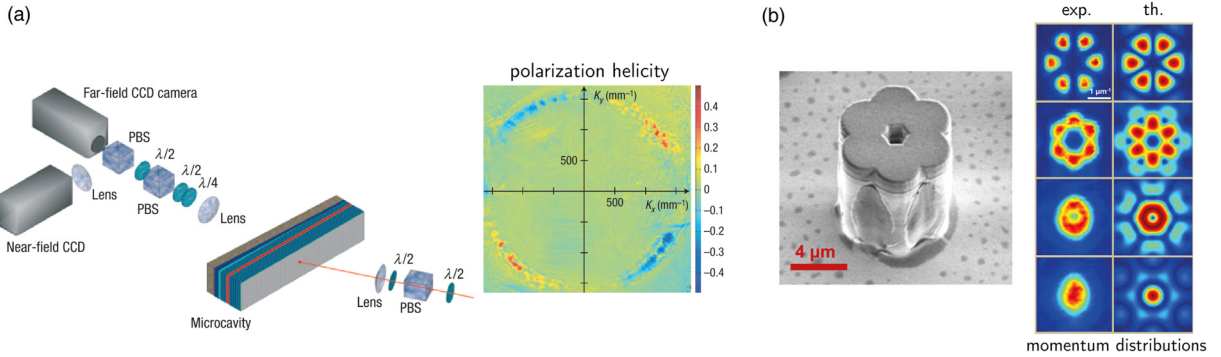 (a)
Far-field CCD camera
PBS
λ/2
λ/2
λ/4
Lens
PBS
Lens
Near-field CCD
Microcavity
Lens
λ/2
PBS
λ/2
polarization helicity
Ky (mm⁻¹)
500
Kx (mm⁻¹)
500
0.4
0.3
0.2
0.1
0
−0.1
−0.2
−0.3
−0.4
(b)
4 μm
exp. th.
1 μm⁻¹
momentum distributions